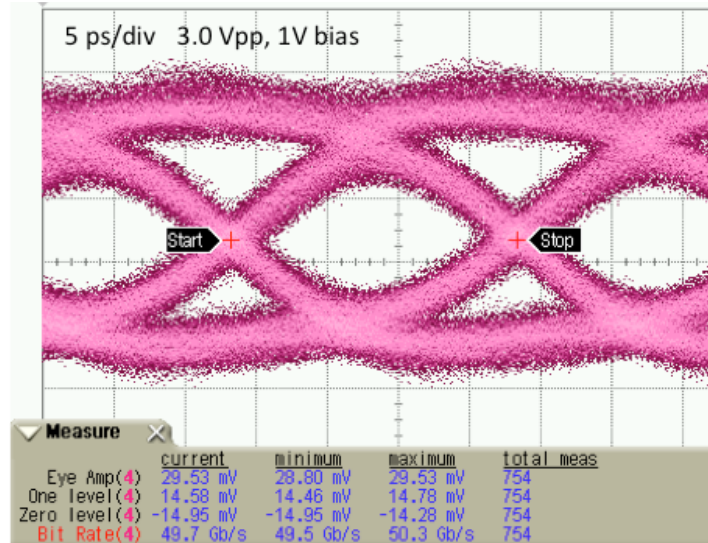 5 ps/div 3.0 Vpp, 1V bias
Start Stop
Measure
current minimum maximum total meas
Eye Amp(4) 29.53 mV 28.80 mV 29.53 mV 754
One level(4) 14.58 mV 14.46 mV 14.78 mV 754
Zero level(4) -14.95 mV -14.95 mV -14.28 mV 754
Bit Rate(4) 49.7 Gb/s 49.5 Gb/s 50.3 Gb/s 754